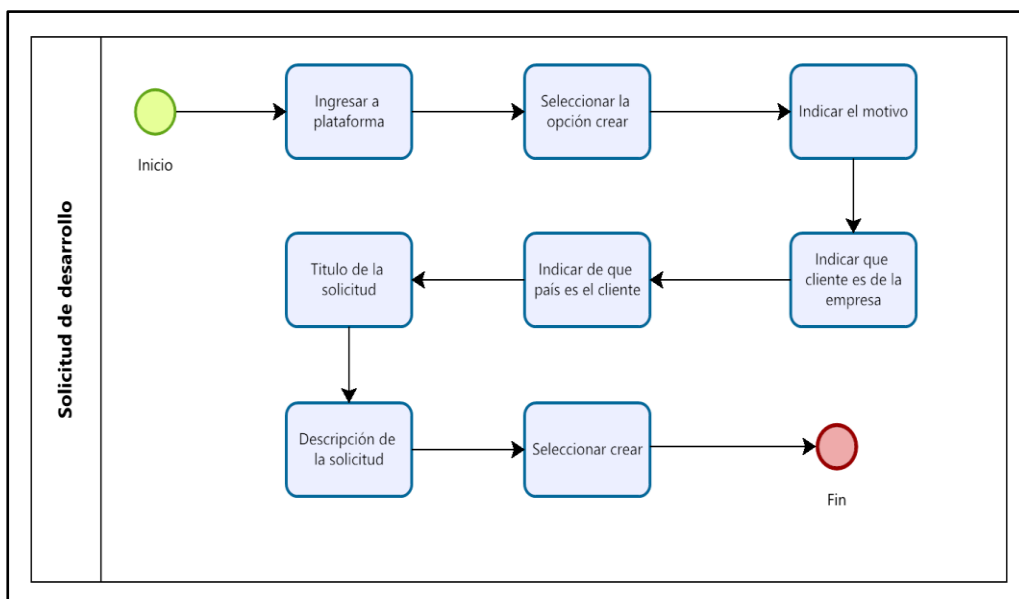 Solicitud de desarrollo
Inicio
Ingresar a
plataforma
Seleccionar la
opción crear
Indicar el motivo
Indicar que
cliente es de la
empresa
Indicar de que
país es el cliente
Titulo de la
solicitud
Descripción de
la solicitud
Seleccionar crear
Fin